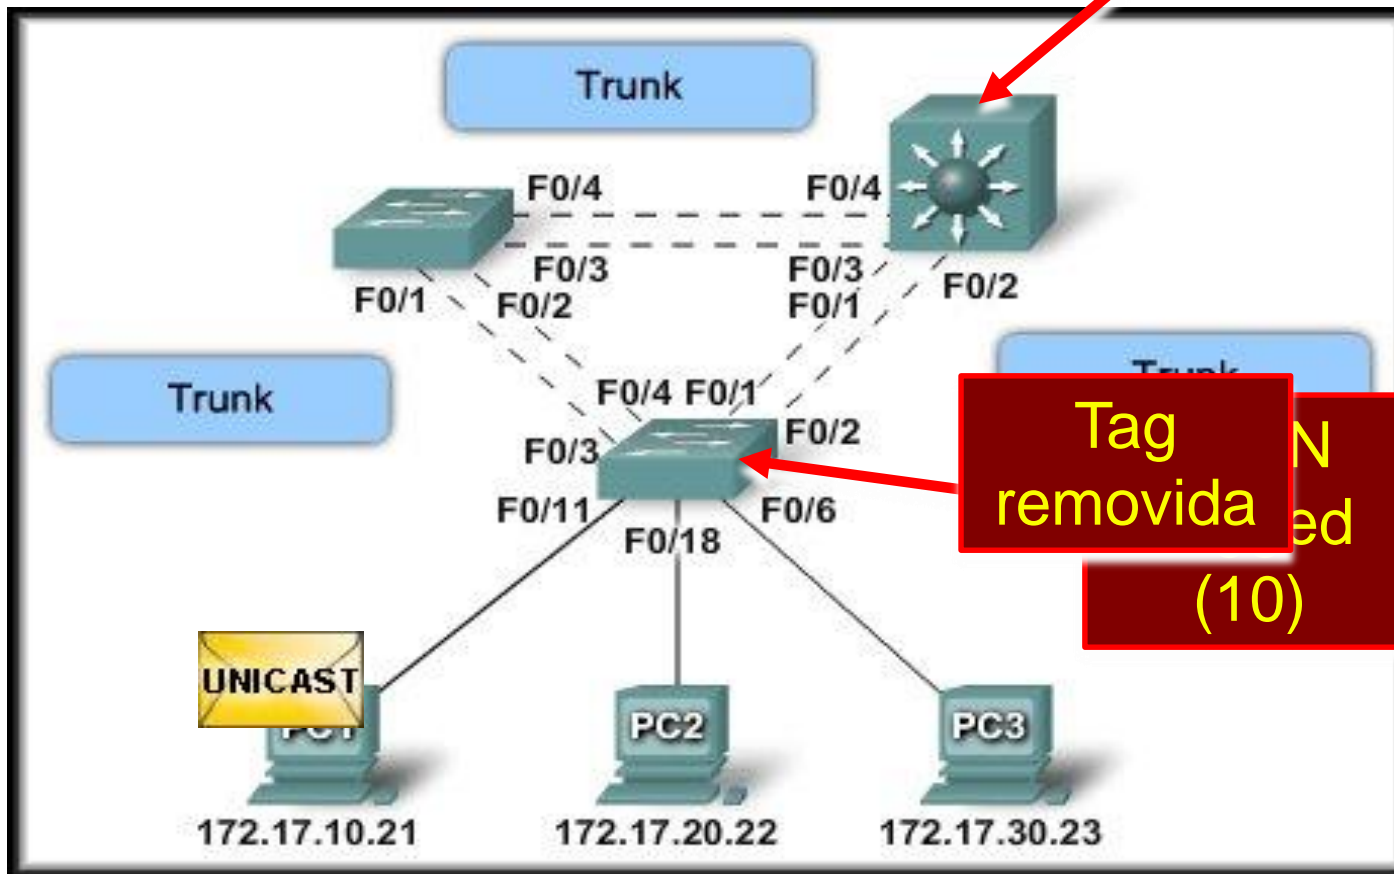 Trunk
F0/4
F0/4
F0/3
F0/3
F0/1
F0/2
F0/1
F0/2
Trunk
Trunk
F0/4
F0/1
F0/3
F0/2
F0/11
F0/18
F0/6
Tag
removida
(10)
UNICAST
PC1
PC2
PC3
172.17.10.21
172.17.20.22
172.17.30.23